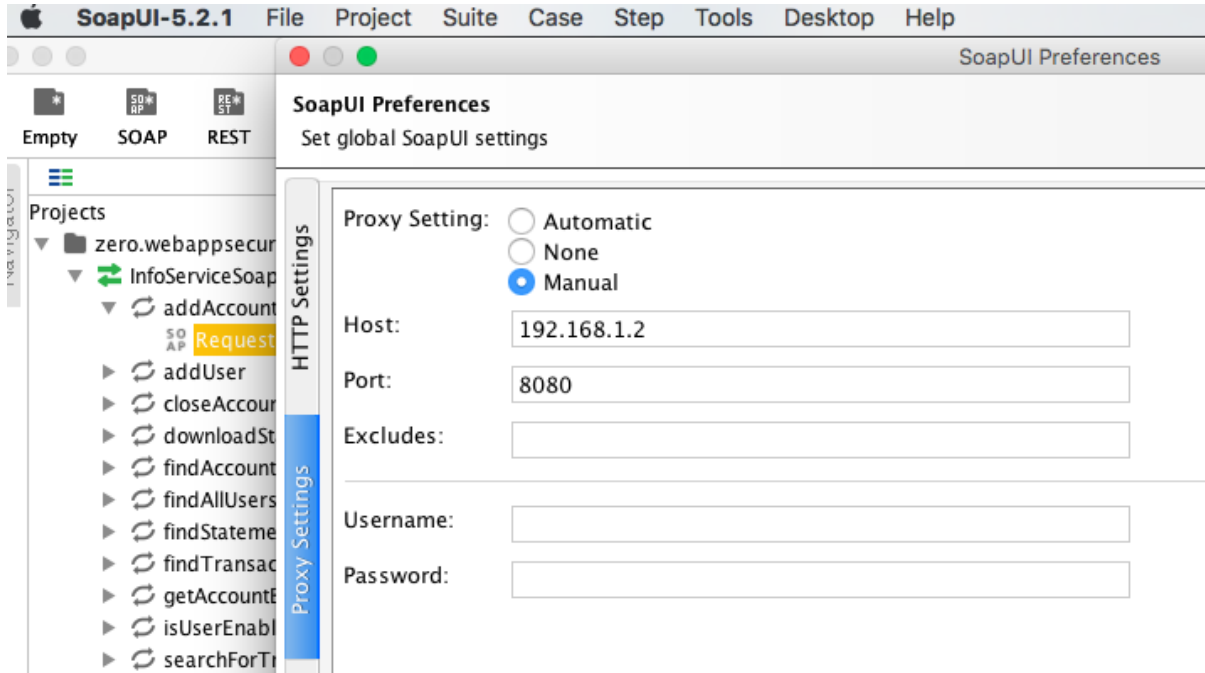 SoapUI-5.2.1 File Project Suite Case Step Tools Desktop Help
SoapUI Preferences
Empty SOAP REST
SoapUI Preferences
Set global SoapUI settings
Navigator
Projects
zero.webappsecur
InfoServiceSoap
addAccount
SO
AP
Request
addUser
closeAccour
downloadSt
findAccount
findAllUsers
findStateme
findTransac
getAccountE
isUserEnabl
searchForTr
HTTP Settings
Proxy Settings
Proxy Setting: Automatic
None
Manual
Host: 192.168.1.2
Port: 8080
Excludes:
Username:
Password: